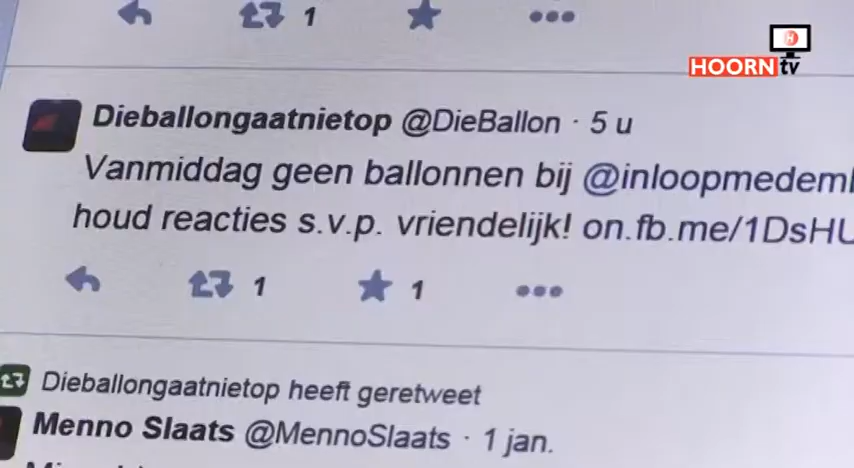 1
HOORN tv
Dieballongaatnietop @DieBallon · 5 u
Vanmiddag geen ballonnen bij
houd reacties s.v.p. vriendelijk! on.fb.me/1DsHU
1 1
Dieballongaatnietop heeft geretweet
Menno Slaats @MennoSlaats · 1 jan.